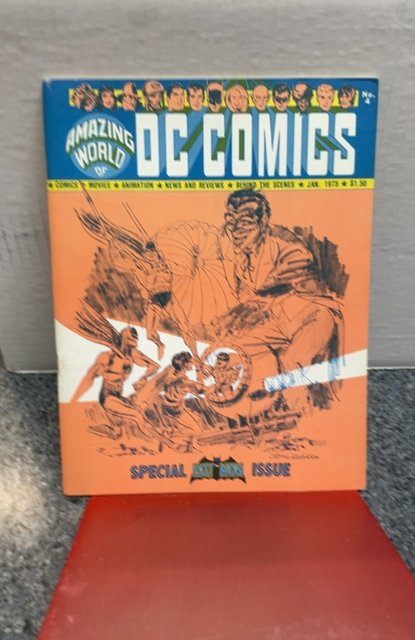 No.
4
AMAZING
WORLD
OF
DC COMICS
★ COMICS ★ MOVIES ★ ANIMATION ★ NEWS AND REVIEWS ★ BEHIND THE SCENES ★ JAN. 1975 ★ $1.50
SPECIAL BATMAN ISSUE